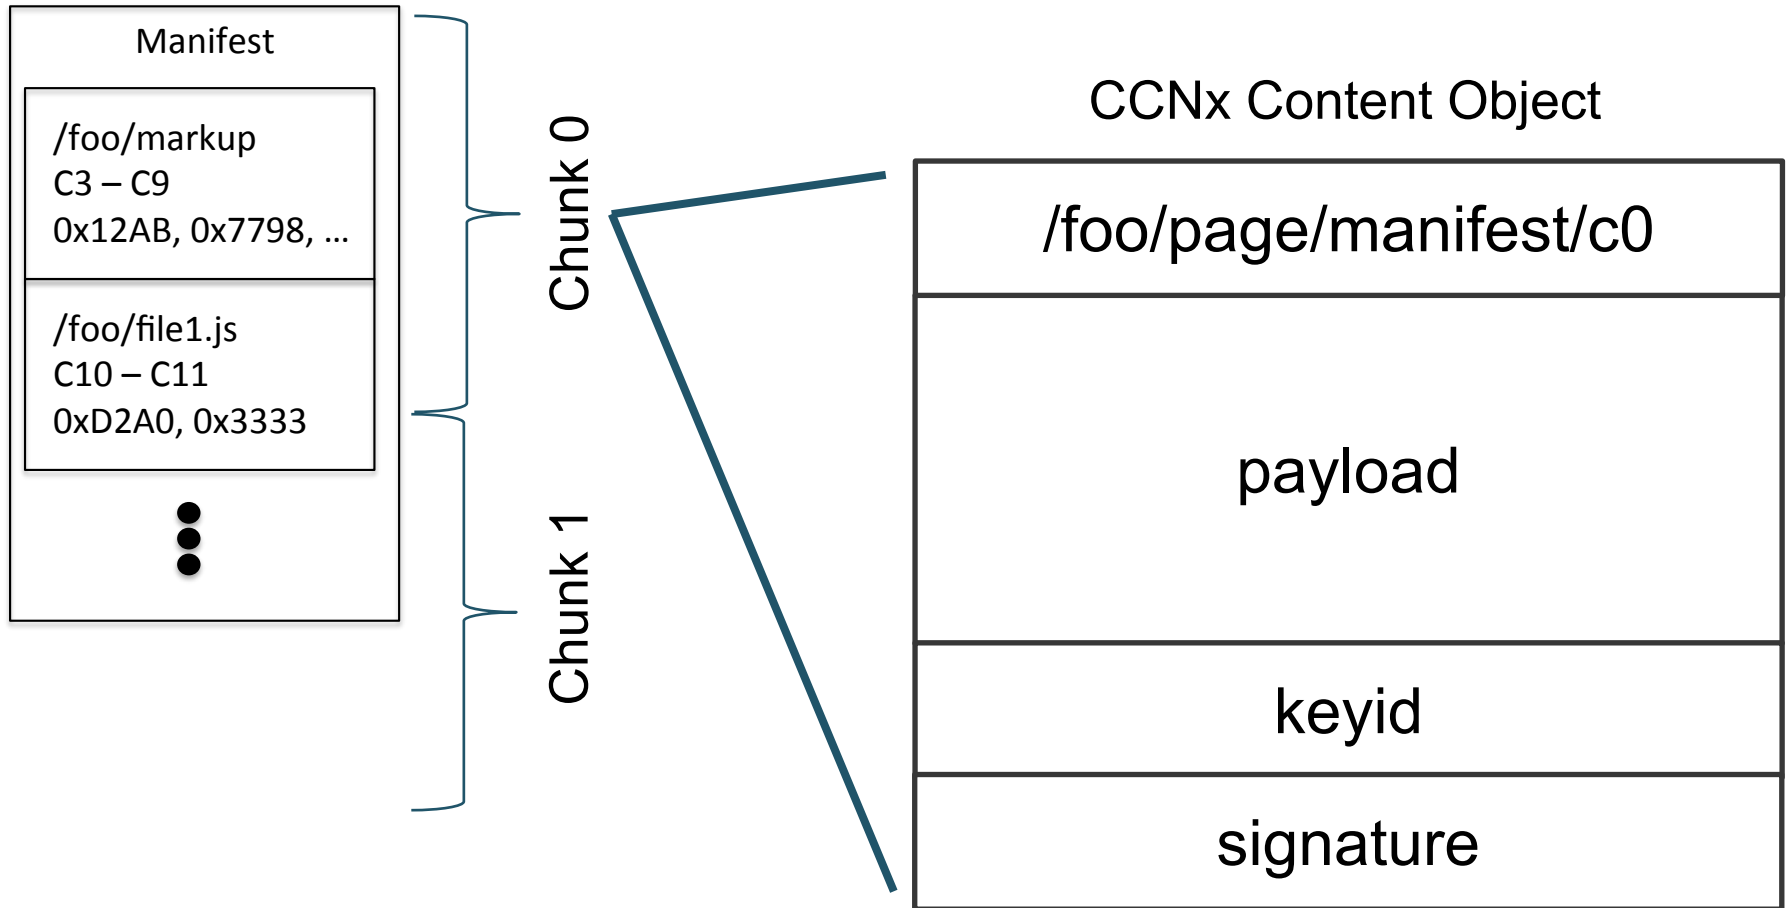 Manifest
/foo/markup
C3 – C9
0x12AB, 0x7798, ...
/foo/file1.js
C10 – C11
0xD2A0, 0x3333
Chunk 0
Chunk 1
CCNx Content Object
/foo/page/manifest/c0
payload
keyid
signature